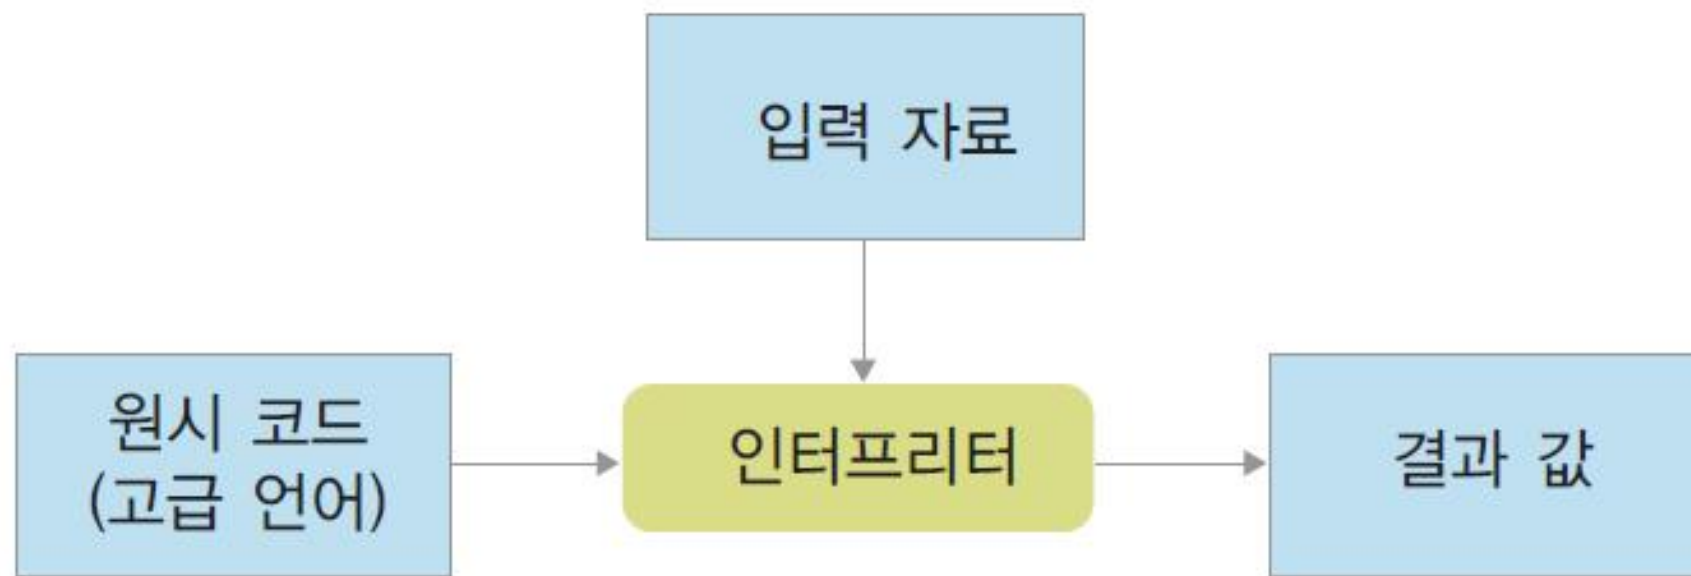 입력 자료
원시 코드
(고급 언어)
인터프리터
결과 값